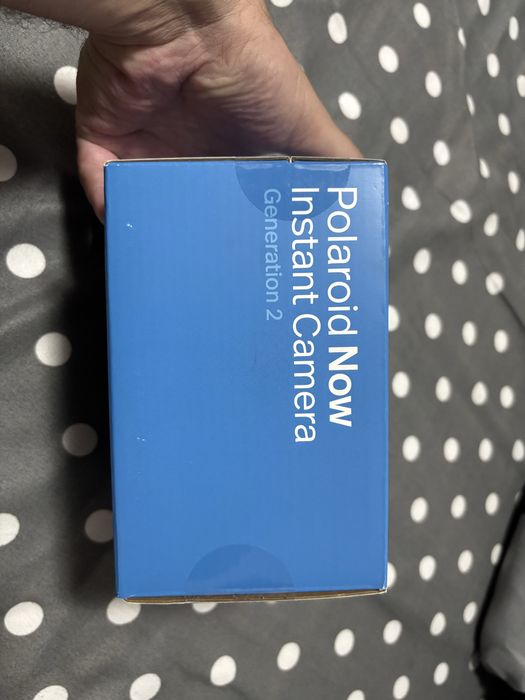 Polaroid Now
Instant Camera
Generation 2